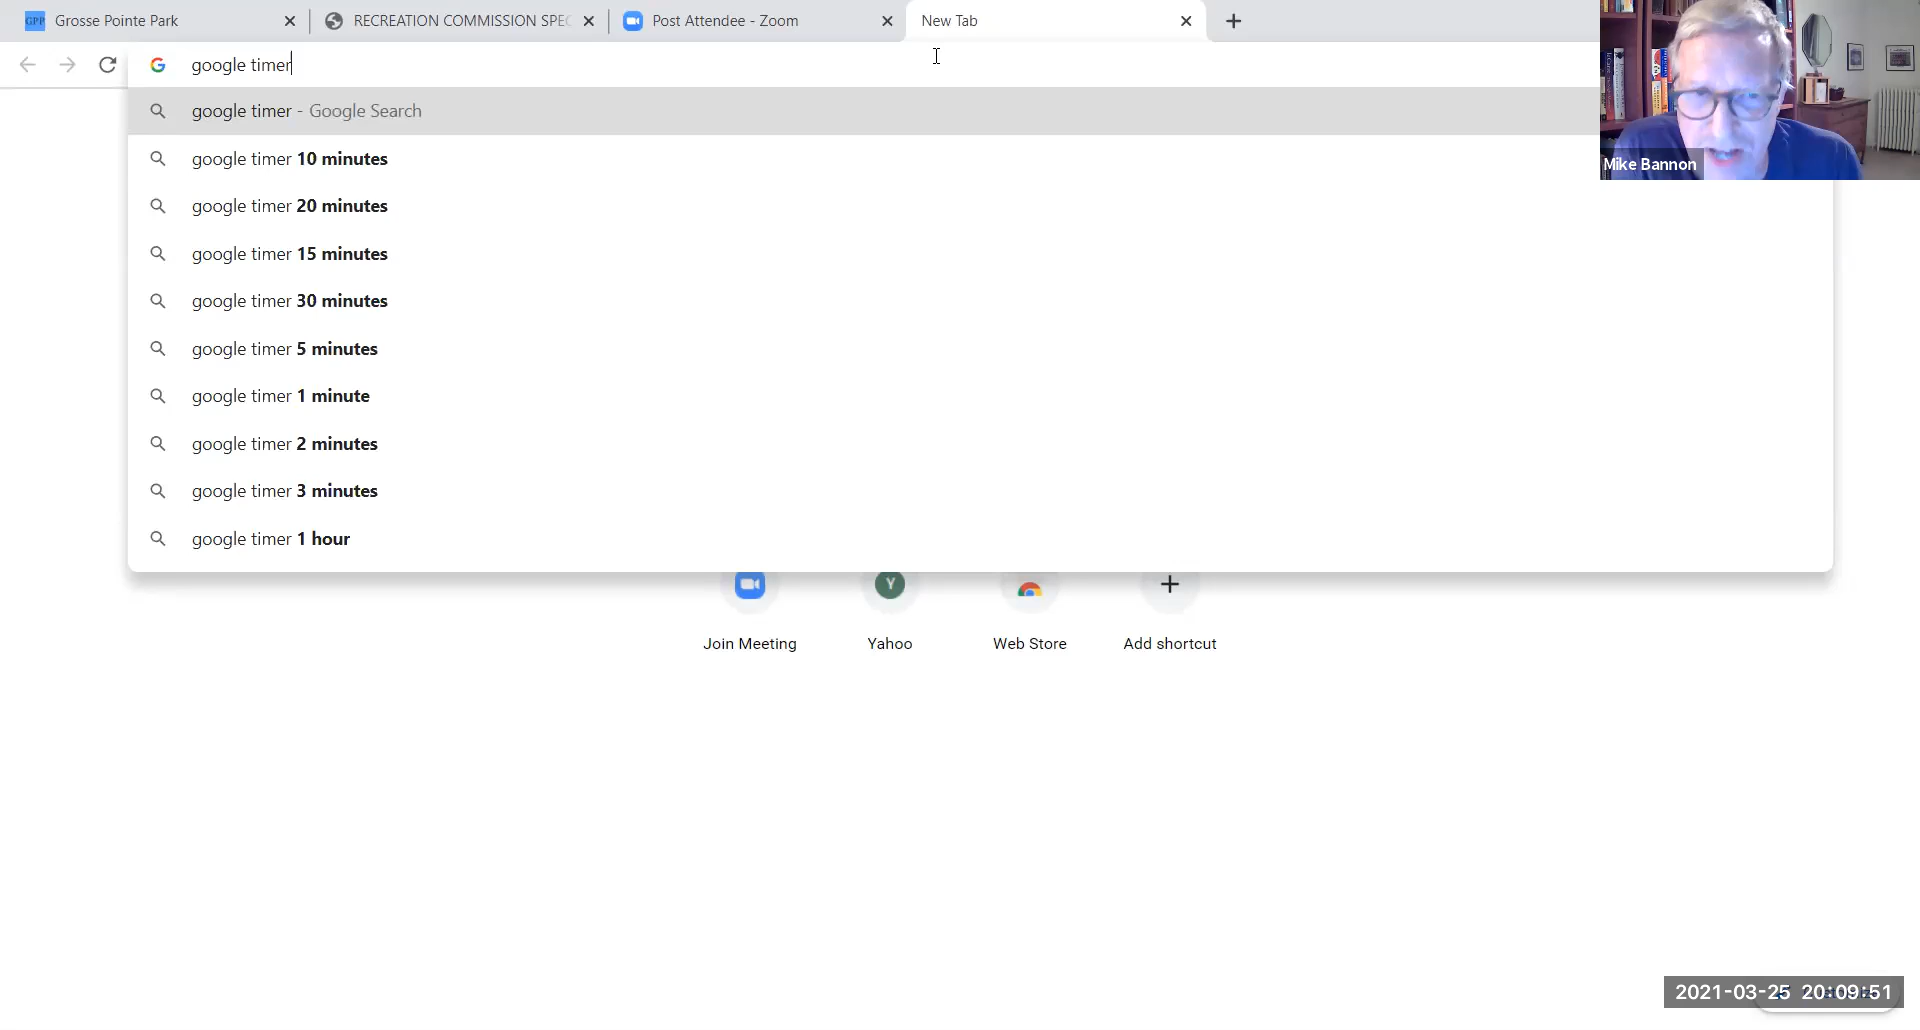 GPP Grosse Pointe Park
RECREATION COMMISSION SPEC
Post Attendee - Zoom
New Tab
google timer
google timer - Google Search
google timer 10 minutes
google timer 20 minutes
google timer 15 minutes
google timer 30 minutes
google timer 5 minutes
google timer 1 minute
google timer 2 minutes
google timer 3 minutes
google timer 1 hour
Mike Bannon
Y
Join Meeting
Yahoo
Web Store
Add shortcut
2021-03-25 20:09:51